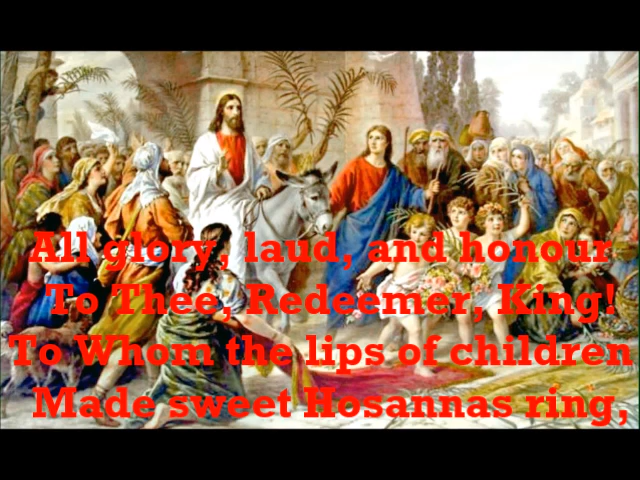 All glory, laud, and honour
To Thee, Redeemer, King!
To Whom the lips of children
Made sweet Hosannas ring,